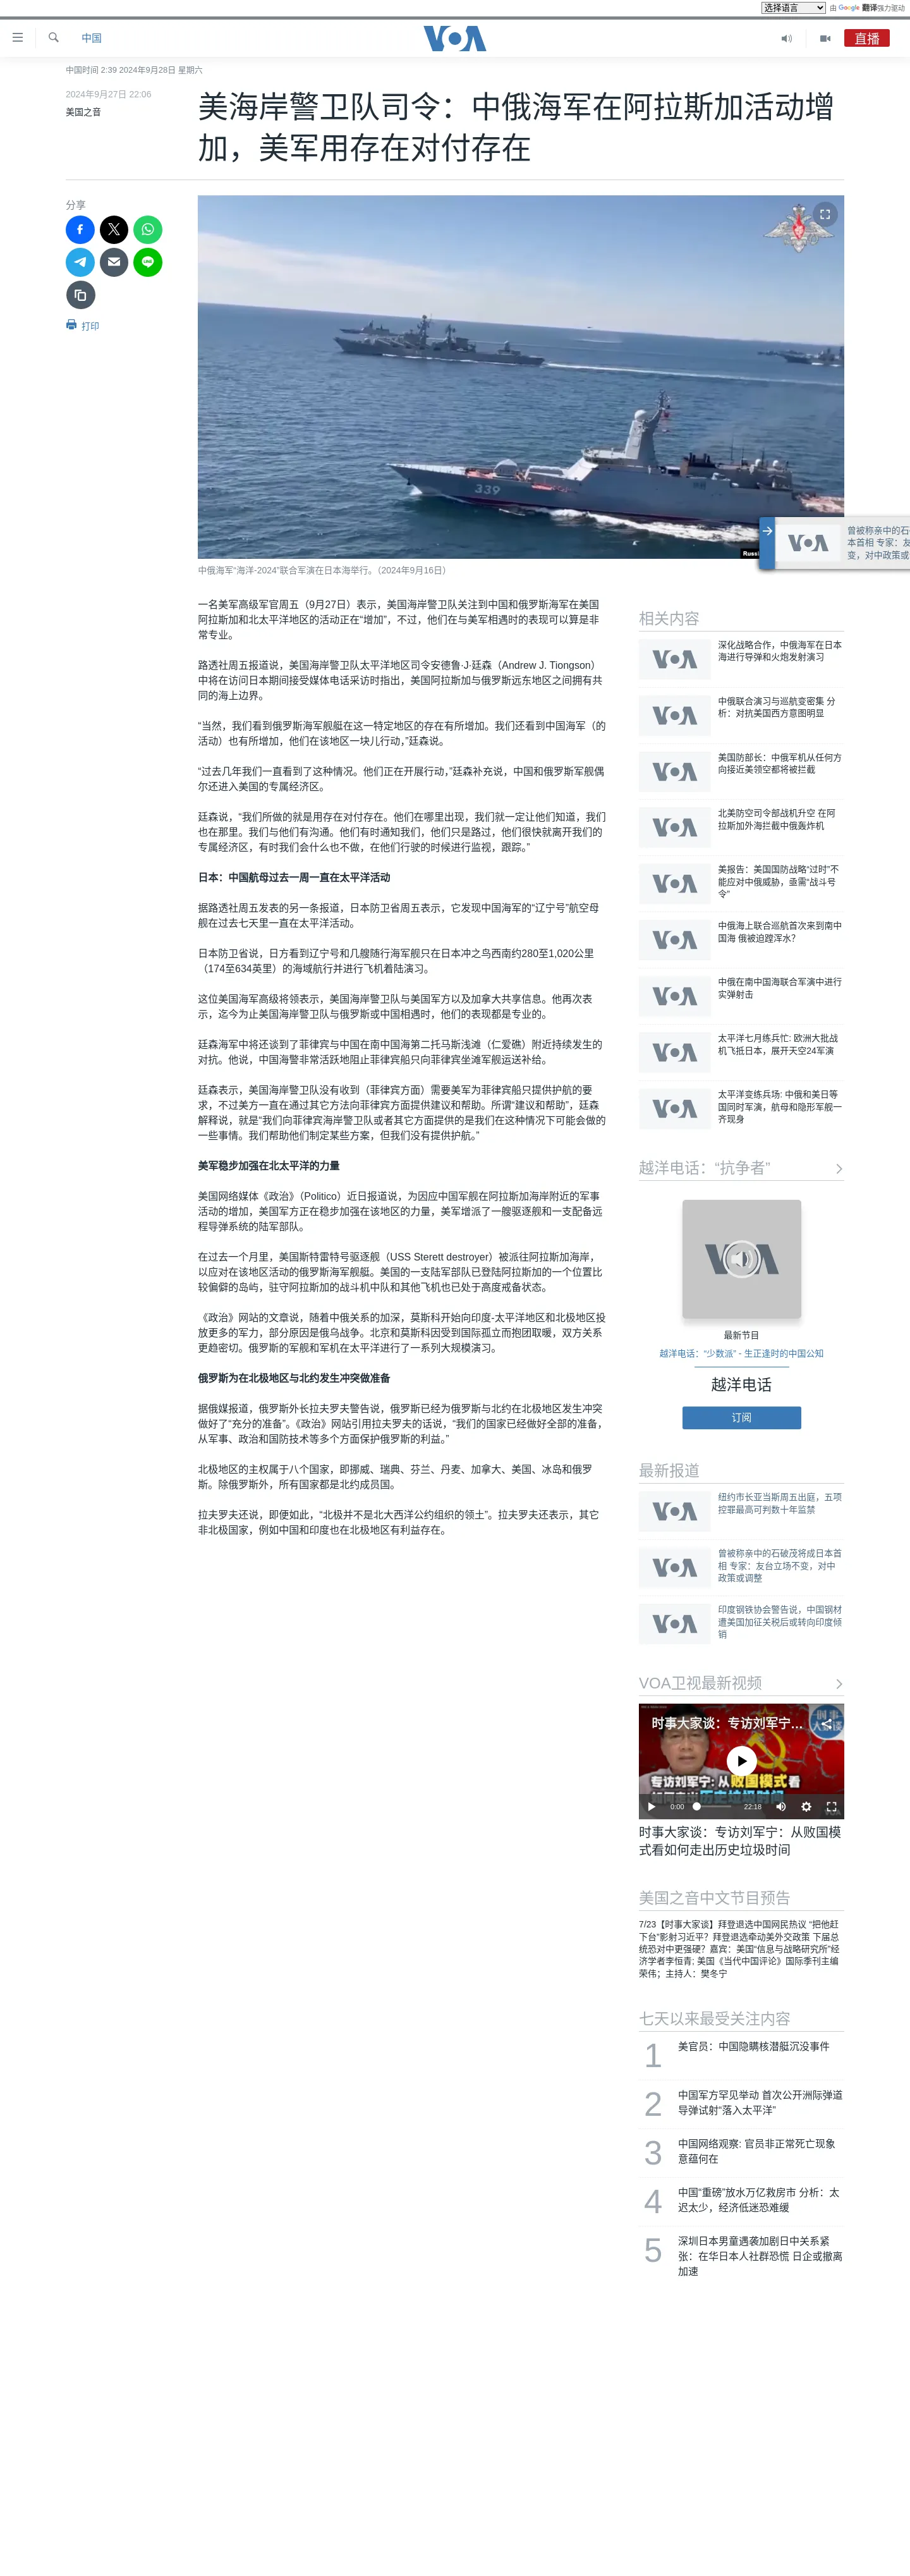 选择语言
由 Google 翻译强力驱动
中国
VOA
直播
中国时间 2:39 2024年9月28日 星期六
2024年9月27日 22:06
美国之音
美海岸警卫队司令：中俄海军在阿拉斯加活动增
加，美军用存在对付存在
分享
打印
339
中俄海军“海洋-2024”联合军演在日本海举行。（2024年9月16日）
VOA
曾被称亲中的石
本首相 专家：友
变，对中政策或
一名美军高级军官周五（9月27日）表示，美国海岸警卫队关注到中国和俄罗斯海军在美国
阿拉斯加和北太平洋地区的活动正在“增加”，不过，他们在与美军相遇时的表现可以算是非
常专业。
路透社周五报道说，美国海岸警卫队太平洋地区司令安德鲁·J·廷森（Andrew J. Tiongson）
中将在访问日本期间接受媒体电话采访时指出，美国阿拉斯加与俄罗斯远东地区之间拥有共
同的海上边界。
“当然，我们看到俄罗斯海军舰艇在这一特定地区的存在有所增加。我们还看到中国海军（的
活动）也有所增加，他们在该地区一块儿行动，”廷森说。
“过去几年我们一直看到了这种情况。他们正在开展行动，”廷森补充说，中国和俄罗斯军舰偶
尔还进入美国的专属经济区。
廷森说，“我们所做的就是用存在对付存在。他们在哪里出现，我们就一定让他们知道，我们
也在那里。我们与他们有沟通。他们有时通知我们，他们只是路过，他们很快就离开我们的
专属经济区，有时我们会什么也不做，在他们行驶的时候进行监视，跟踪。”
日本：中国航母过去一周一直在太平洋活动
据路透社周五发表的另一条报道，日本防卫省周五表示，它发现中国海军的“辽宁号”航空母
舰在过去七天里一直在太平洋活动。
日本防卫省说，日方看到辽宁号和几艘随行海军舰只在日本冲之鸟西南约280至1,020公里
（174至634英里）的海域航行并进行飞机着陆演习。
这位美国海军高级将领表示，美国海岸警卫队与美国军方以及加拿大共享信息。他再次表
示，迄今为止美国海岸警卫队与俄罗斯或中国相遇时，他们的表现都是专业的。
廷森海军中将还谈到了菲律宾与中国在南中国海第二托马斯浅滩（仁爱礁）附近持续发生的
对抗。他说，中国海警非常活跃地阻止菲律宾船只向菲律宾坐滩军舰运送补给。
廷森表示，美国海岸警卫队没有收到（菲律宾方面）需要美军为菲律宾船只提供护航的要
求，不过美方一直在通过其它方法向菲律宾方面提供建议和帮助。所谓“建议和帮助”，廷森
解释说，就是“我们向菲律宾海岸警卫队或者其它方面提供的是我们在这种情况下可能会做的
一些事情。我们帮助他们制定某些方案，但我们没有提供护航。”
美军稳步加强在北太平洋的力量
美国网络媒体《政治》（Politico）近日报道说，为因应中国军舰在阿拉斯加海岸附近的军事
活动的增加，美国军方正在稳步加强在该地区的力量，美军增派了一艘驱逐舰和一支配备远
程导弹系统的陆军部队。
在过去一个月里，美国斯特雷特号驱逐舰（USS Sterett destroyer）被派往阿拉斯加海岸，
以应对在该地区活动的俄罗斯海军舰艇。美国的一支陆军部队已登陆阿拉斯加的一个位置比
较偏僻的岛屿，驻守阿拉斯加的战斗机中队和其他飞机也已处于高度戒备状态。
《政治》网站的文章说，随着中俄关系的加深，莫斯科开始向印度-太平洋地区和北极地区投
放更多的军力，部分原因是俄乌战争。北京和莫斯科因受到国际孤立而抱团取暖，双方关系
更趋密切。俄罗斯的军舰和军机在太平洋进行了一系列大规模演习。
俄罗斯为在北极地区与北约发生冲突做准备
据俄媒报道，俄罗斯外长拉夫罗夫警告说，俄罗斯已经为俄罗斯与北约在北极地区发生冲突
做好了“充分的准备”。《政治》网站引用拉夫罗夫的话说，“我们的国家已经做好全部的准备，
从军事、政治和国防技术等多个方面保护俄罗斯的利益。”
北极地区的主权属于八个国家，即挪威、瑞典、芬兰、丹麦、加拿大、美国、冰岛和俄罗
斯。除俄罗斯外，所有国家都是北约成员国。
拉夫罗夫还说，即便如此，“北极并不是北大西洋公约组织的领土”。拉夫罗夫还表示，其它
非北极国家，例如中国和印度也在北极地区有利益存在。
相关内容
VOA
深化战略合作，中俄海军在日本
海进行导弹和火炮发射演习
VOA
中俄联合演习与巡航变密集 分
析：对抗美国西方意图明显
VOA
美国防部长：中俄军机从任何方
向接近美领空都将被拦截
VOA
北美防空司令部战机升空 在阿
拉斯加外海拦截中俄轰炸机
VOA
美报告：美国国防战略“过时”不
能应对中俄威胁，亟需“战斗号
令”
VOA
中俄海上联合巡航首次来到南中
国海 俄被迫蹚浑水？
VOA
中俄在南中国海联合军演中进行
实弹射击
VOA
太平洋七月练兵忙: 欧洲大批战
机飞抵日本，展开天空24军演
VOA
太平洋变练兵场: 中俄和美日等
国同时军演，航母和隐形军舰一
齐现身
越洋电话：“抗争者”
VOA
最新节目
越洋电话：“少数派” - 生正逢时的中国公知
越洋电话
订阅
最新报道
VOA
纽约市长亚当斯周五出庭，五项
控罪最高可判数十年监禁
VOA
曾被称亲中的石破茂将成日本首
相 专家：友台立场不变，对中
政策或调整
VOA
印度钢铁协会警告说，中国钢材
遭美国加征关税后或转向印度倾
销
VOA卫视最新视频
时事大家谈：专访刘军宁...
专访刘军宁：从败国模式看
0:00
22:18
时事大家谈：专访刘军宁：从败国模
式看如何走出历史垃圾时间
美国之音中文节目预告
7/23【时事大家谈】拜登退选中国网民热议 “把他赶
下台”影射习近平？拜登退选牵动美外交政策 下届总
统恐对中更强硬？嘉宾：美国“信息与战略研究所”经
济学者李恒青; 美国《当代中国评论》国际季刊主编
荣伟；主持人：樊冬宁
七天以来最受关注内容
1
美官员：中国隐瞒核潜艇沉没事件
2
中国军方罕见举动 首次公开洲际弹道
导弹试射“落入太平洋”
3
中国网络观察: 官员非正常死亡现象
意蕴何在
4
中国“重磅”放水万亿救房市 分析：太
迟太少，经济低迷恐难缓
5
深圳日本男童遇袭加剧日中关系紧
张：在华日本人社群恐慌 日企或撤离
加速